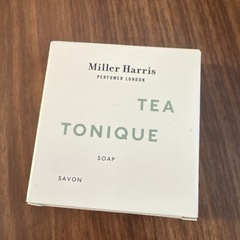 Miller Harris
PERFUMER LONDON
TEA
TONIQUE
SOAP
SAVON